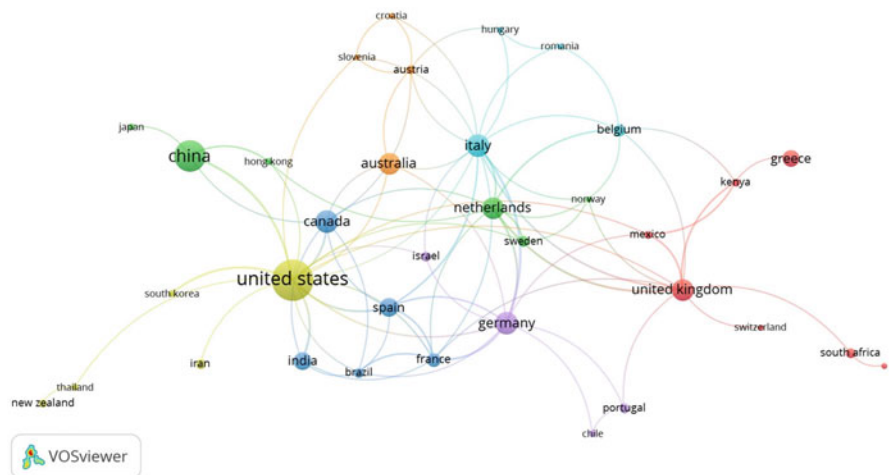 croatia
hungary
romania
slovenia
austria
japan
belgium
italy
china
hong kong
australia
greece
kenya
norway
netherlands
canada
mexico
sweden
israel
united states
united kingdom
south korea
spain
germany
switzerland
south africa
india
iran
france
brazil
thailand
new zealand
portugal
chile
VOSviewer